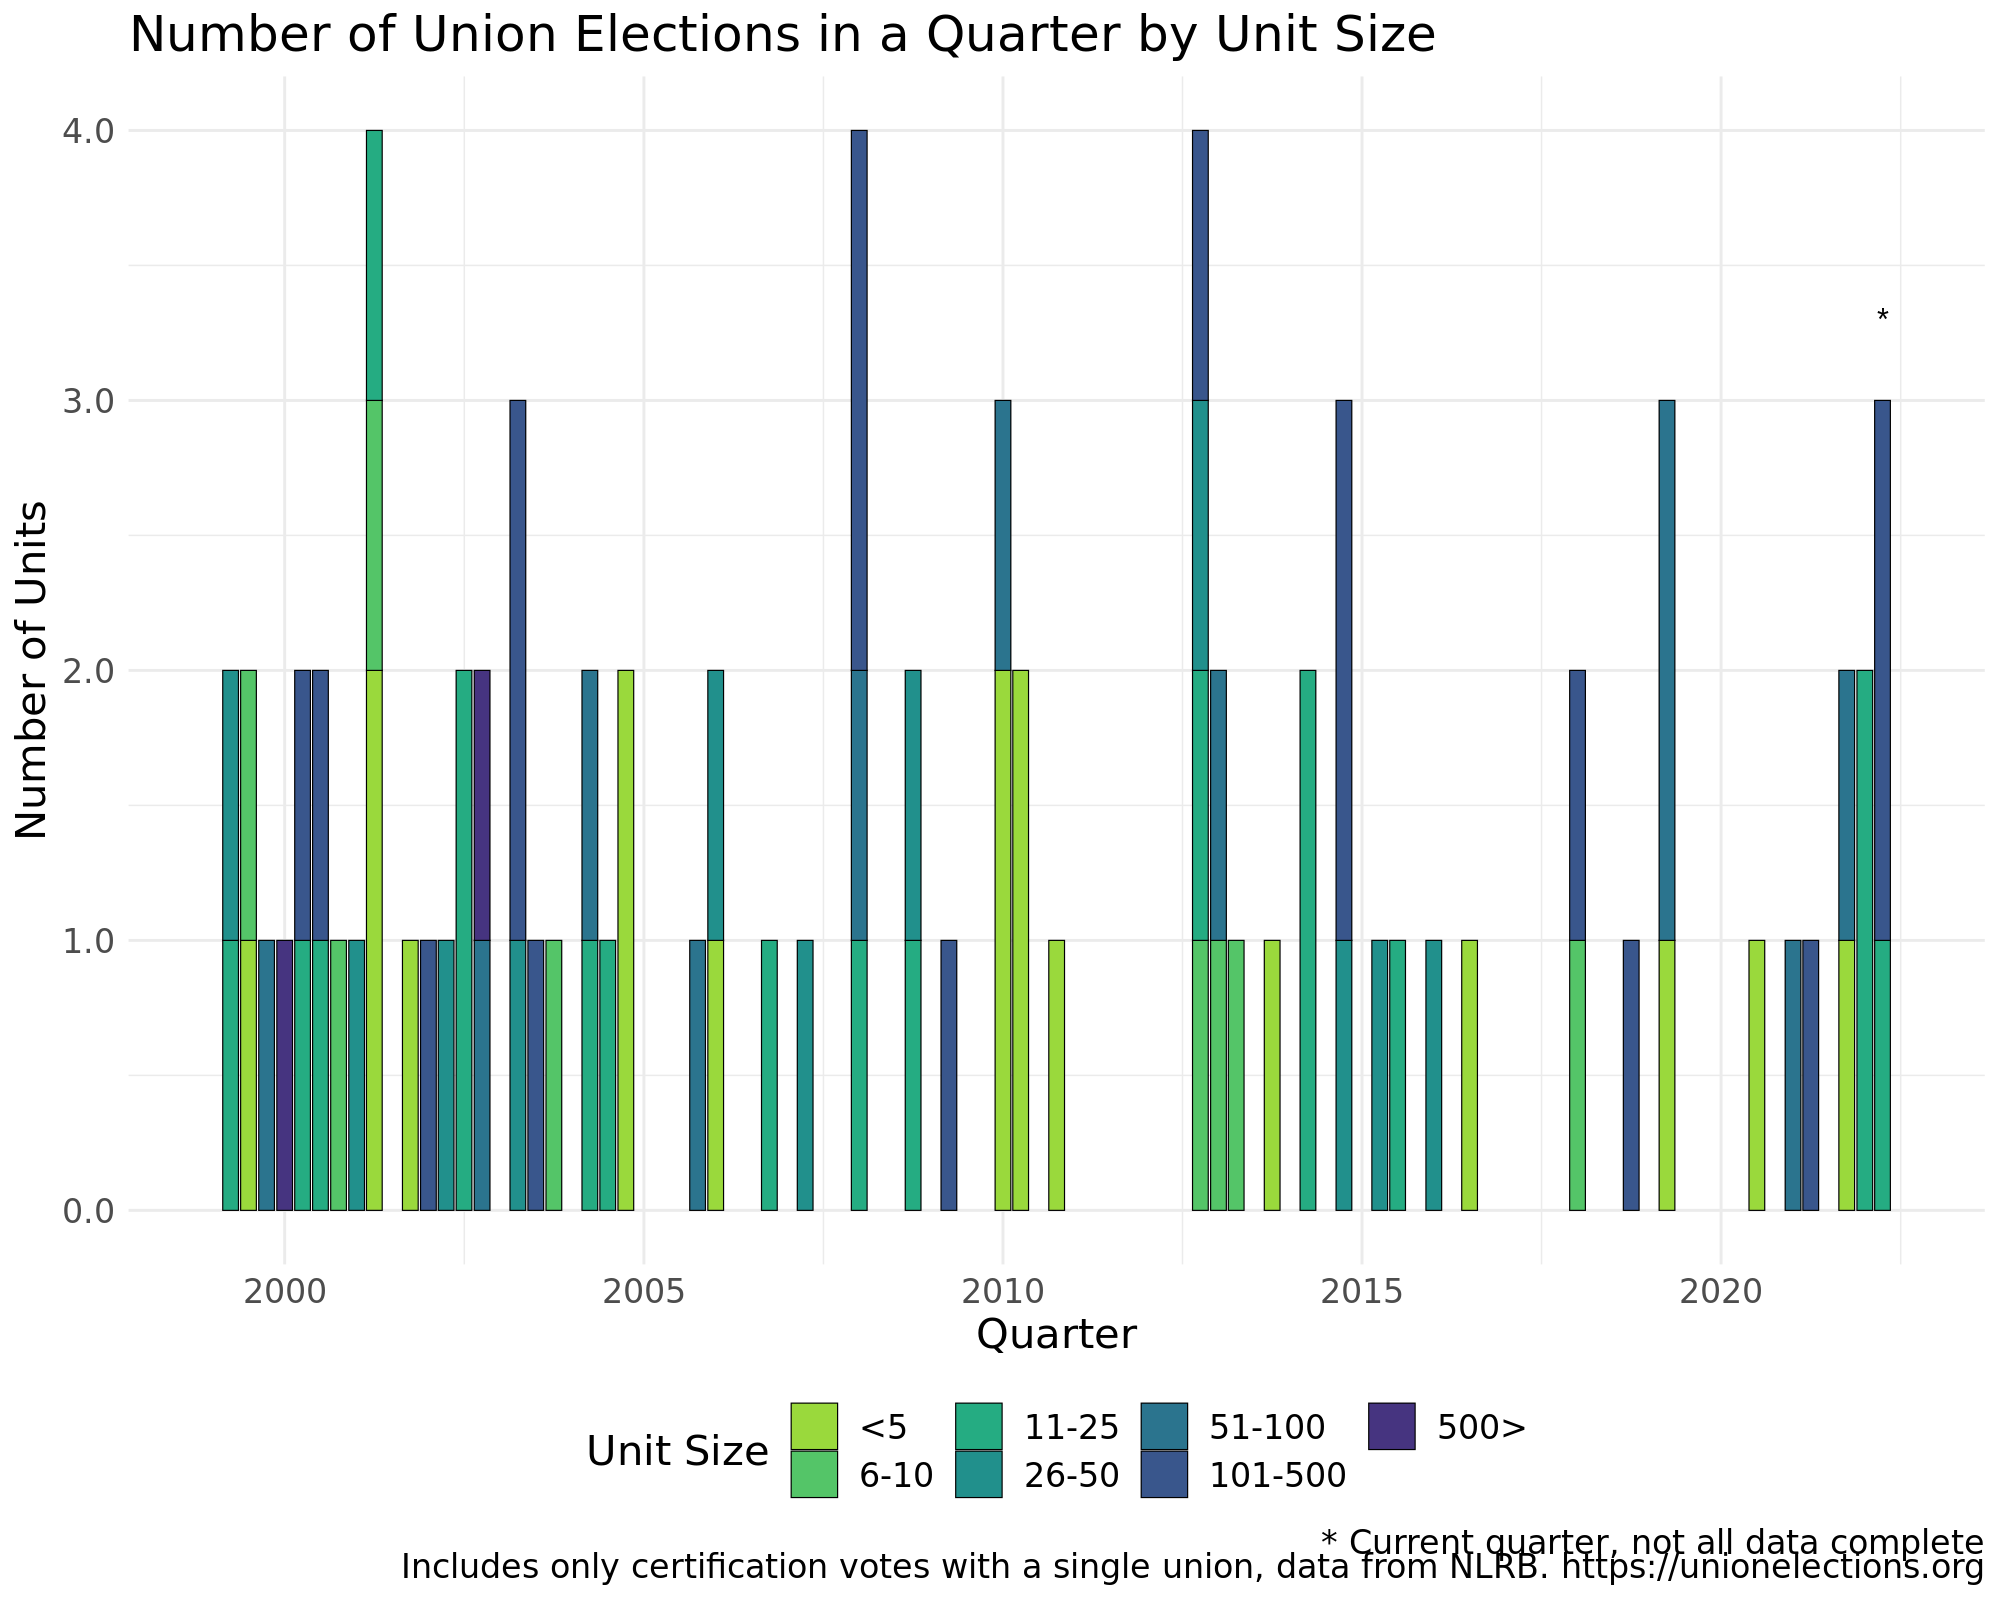 Number of Union Elections in a Quarter by Unit Size
4.0
*
3.0
Number of Units
2.0
1.0
0.0
2000 2005 2010 2015 2020
Quarter
Unit Size
<5 11-25 51-100 500>
6-10 26-50 101-500
* Current quarter, not all data complete
Includes only certification votes with a single union, data from NLRB. https://unionelections.org